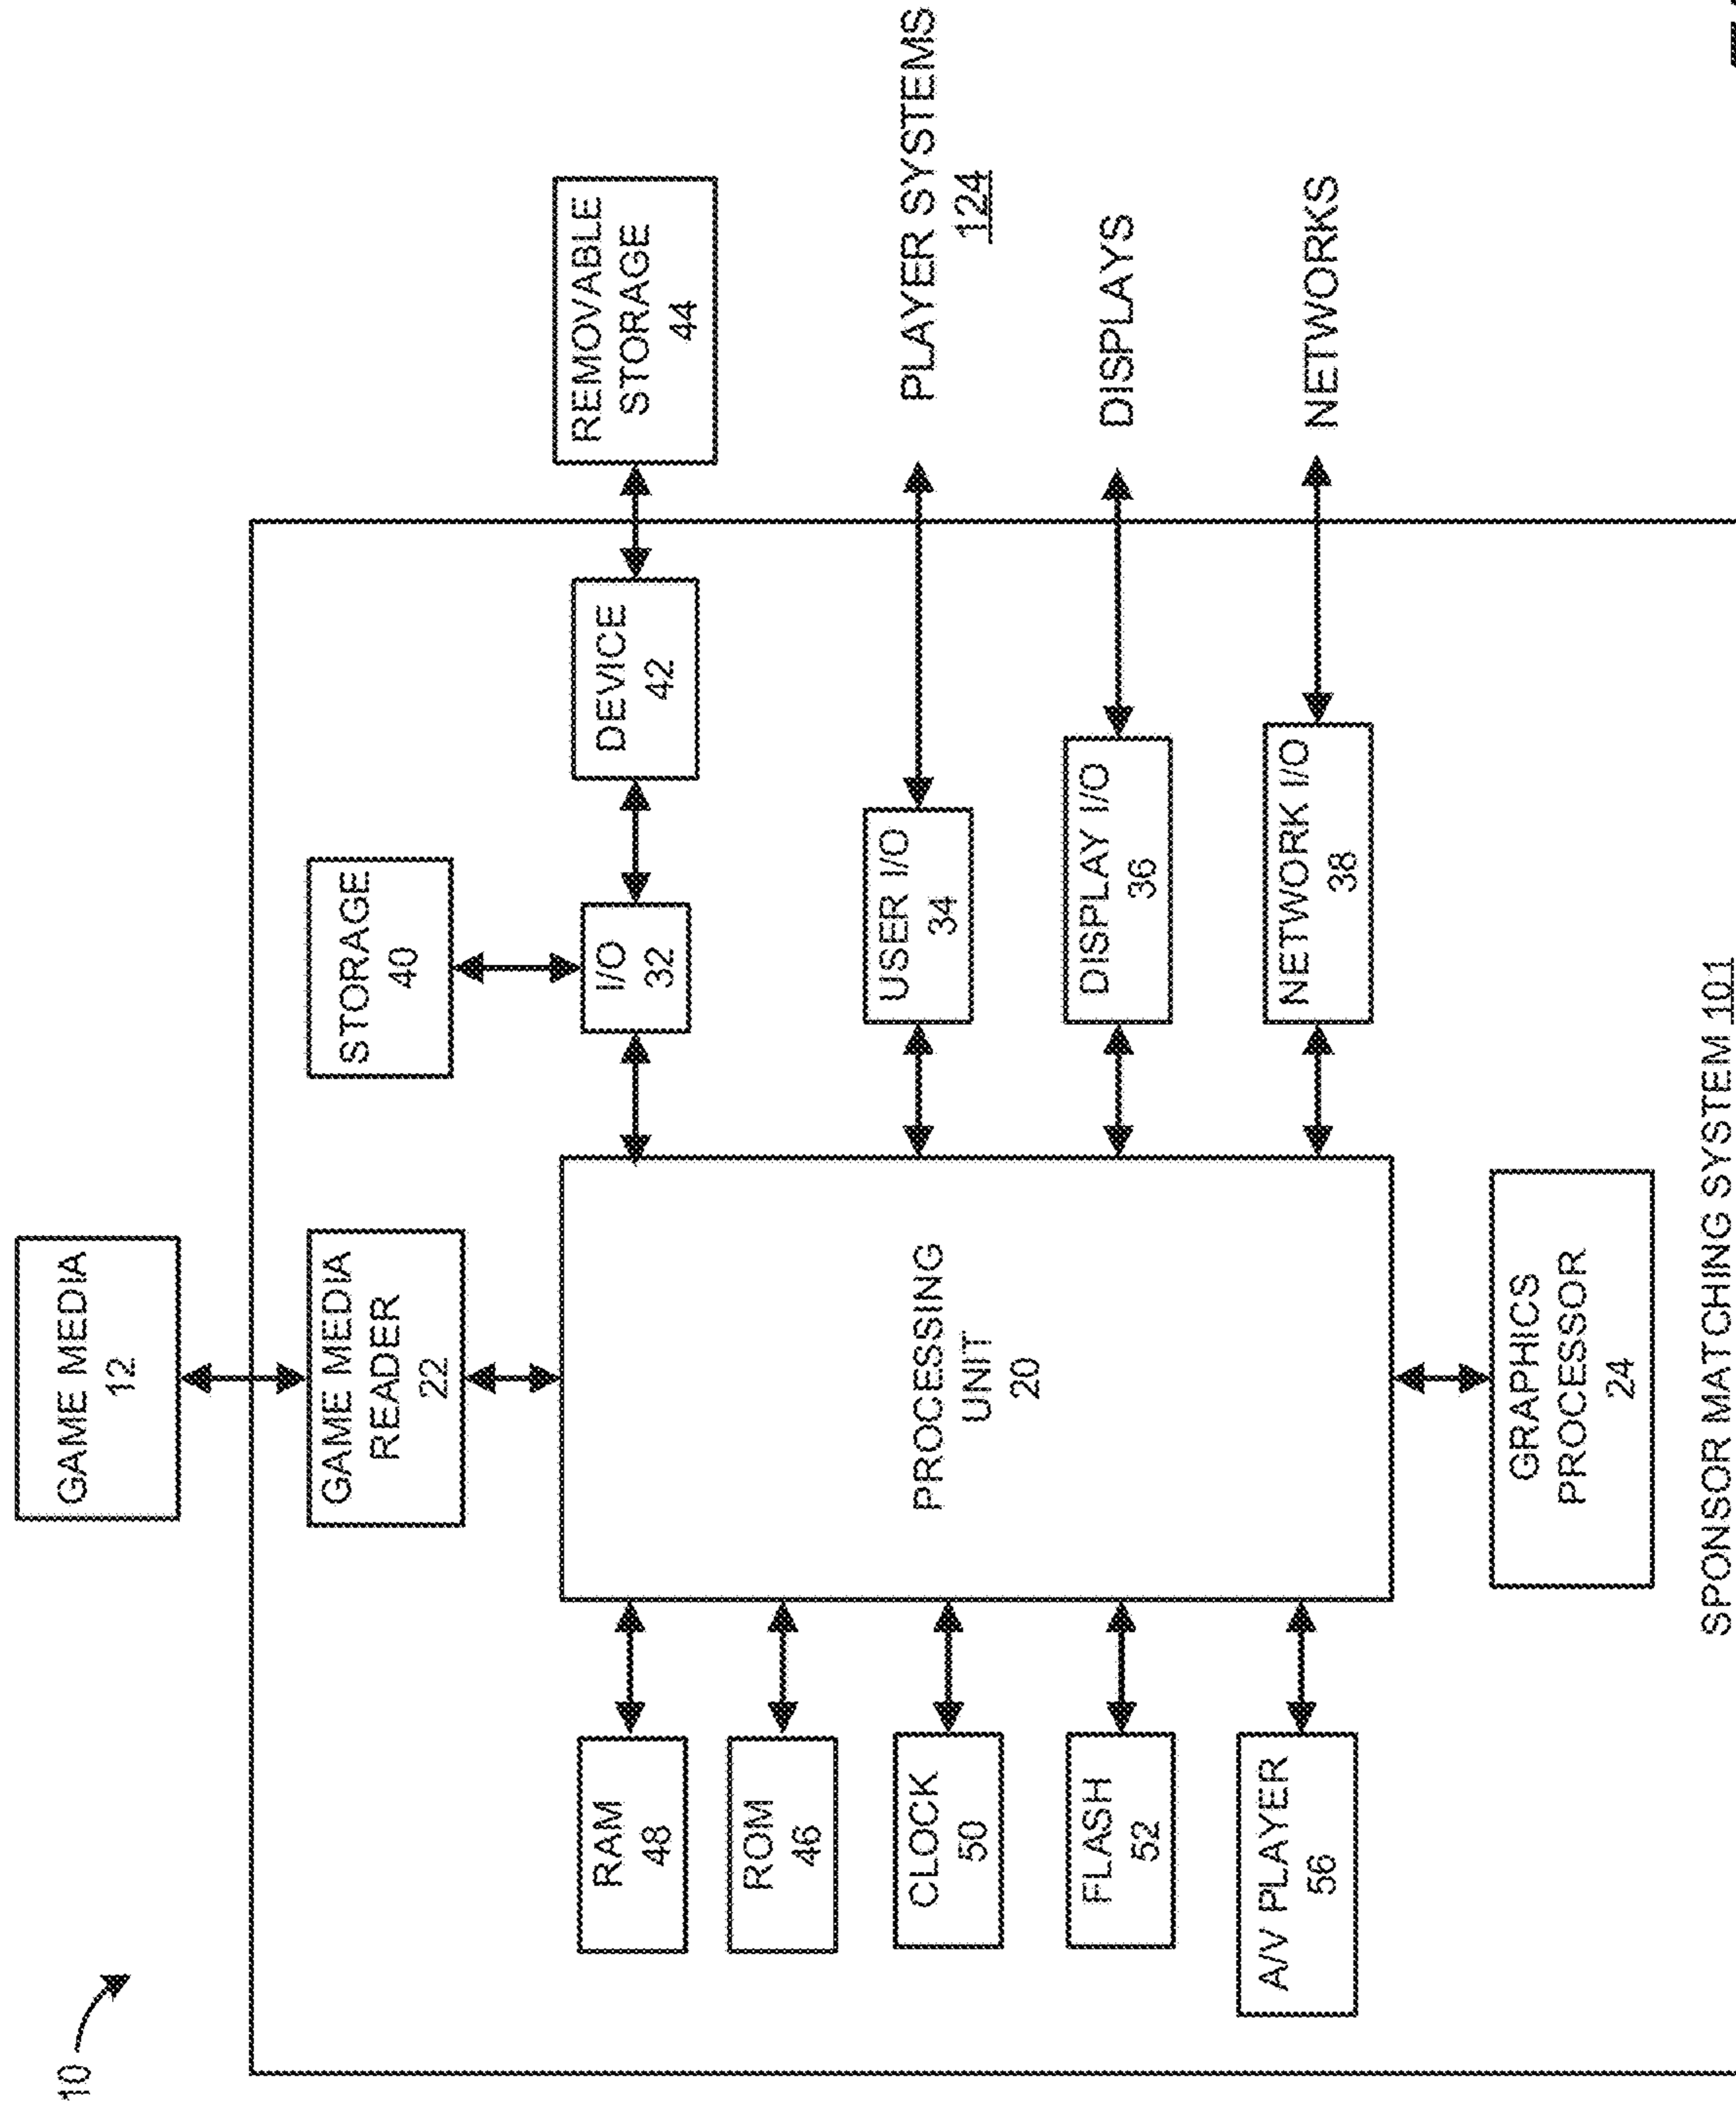 10
GAME MEDIA
12
GAME MEDIA
READER
22
STORAGE
40
RAM
48
ROM
46
CLOCK
50
FLASH
52
A/V PLAYER
56
PROCESSING
UNIT
20
I/O
32
DEVICE
42
REMOVABLE
STORAGE
44
USER I/O
34
PLAYER SYSTEMS
124
DISPLAY I/O
36
DISPLAYS
NETWORK I/O
38
NETWORKS
GRAPHICS
PROCESSOR
24
SPONSOR MATCHING SYSTEM 101